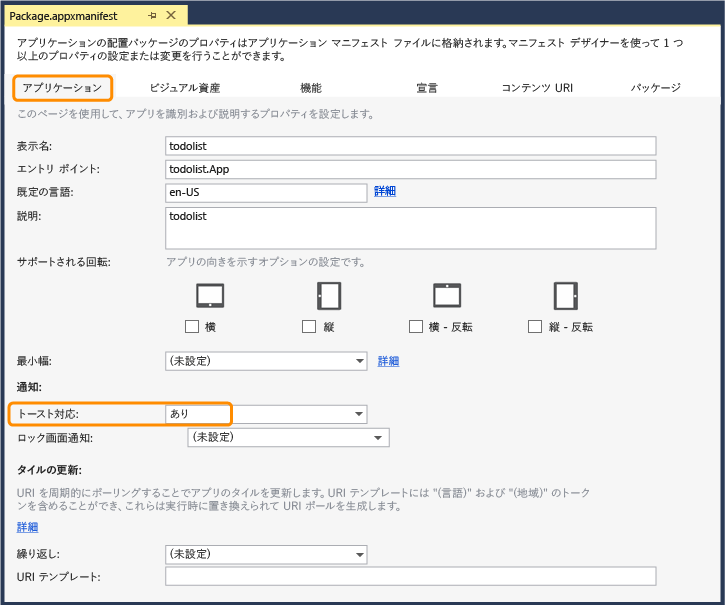 Package.appxmanifest
アプリケーションの配置パッケージのプロパティはアプリケーション マニフェスト ファイルに格納されます。マニフェスト デザイナーを使って 1 つ
以上のプロパティの設定または変更を行うことができます。
アプリケーション ビジュアル資産 機能 宣言 コンテンツ URI パッケージ
このページを使用して、アプリを識別および説明するプロパティを設定します。
表示名: todolist
エントリ ポイント: todolist.App
既定の言語: en-US 詳細
説明: todolist
サポートされる回転: アプリの向きを示すオプションの設定です。
横 縦 横 - 反転 縦 - 反転
最小幅: (未設定) 詳細
通知:
トースト対応: あり
ロック画面通知: (未設定)
タイルの更新:
URI を周期的にポーリングすることでアプリのタイルを更新します。URI テンプレートには "(言語)" および "(地域)" のトーク
ンを含めることができ、これらは実行時に置き換えられて URI ポールを生成します。
詳細
繰り返し: (未設定)
URI テンプレート: